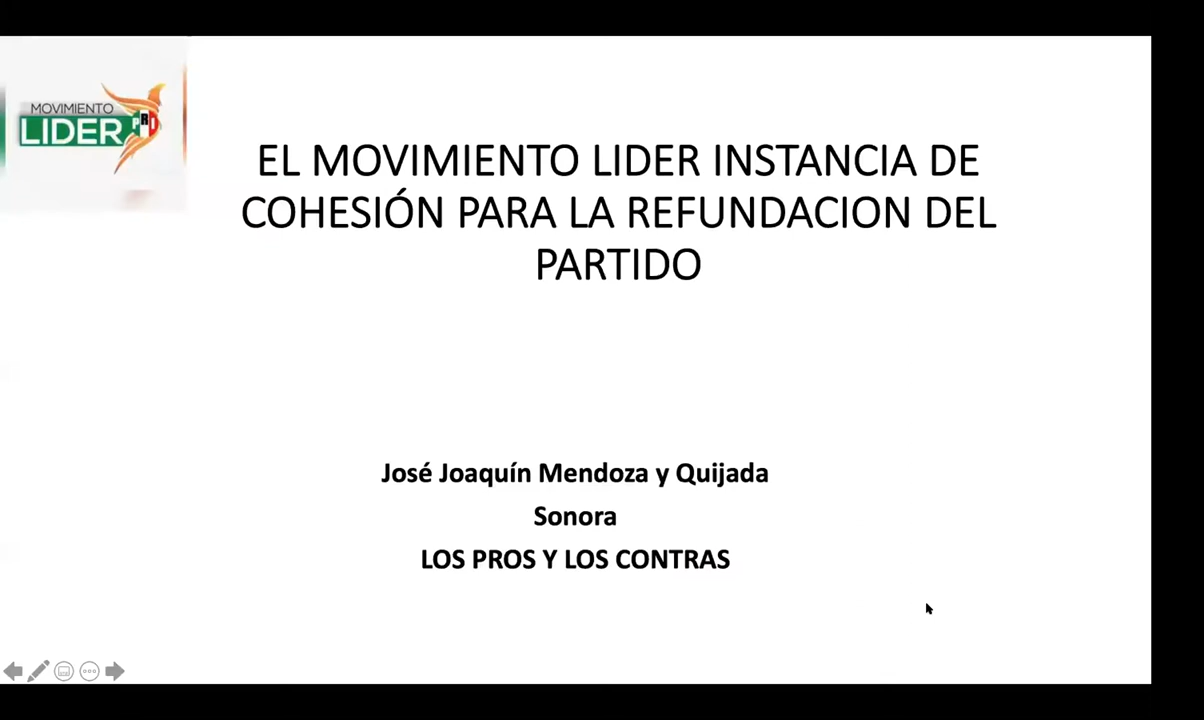 MOVIMIENTO
LIDER PRI
EL MOVIMIENTO LIDER INSTANCIA DE
COHESIÓN PARA LA REFUNDACION DEL
PARTIDO
José Joaquín Mendoza y Quijada
Sonora
LOS PROS Y LOS CONTRAS